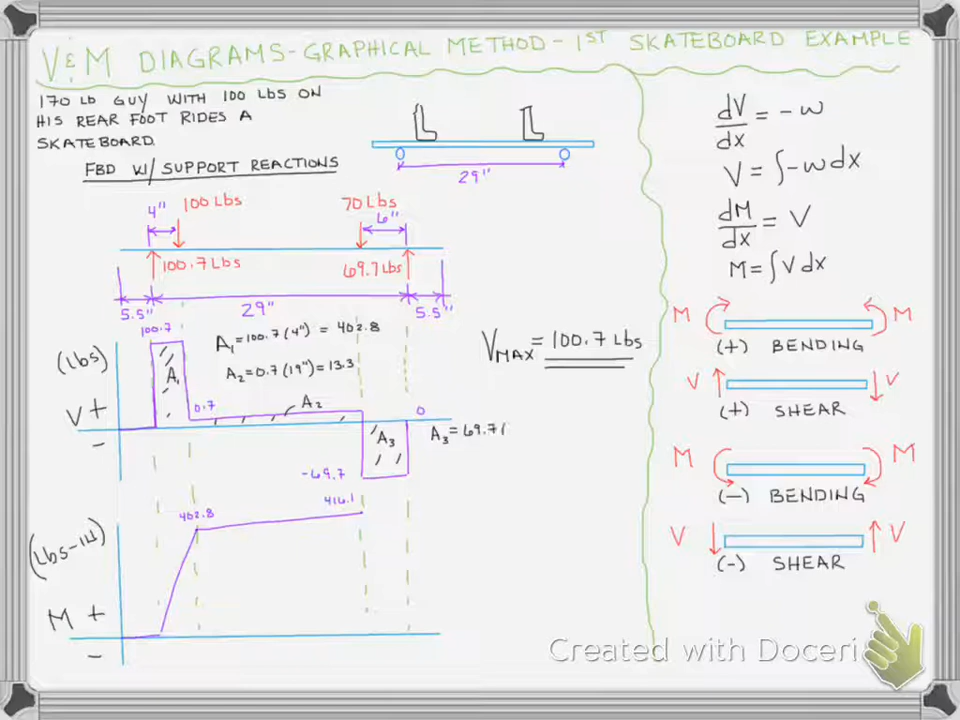 V&M DIAGRAMS-GRAPHICAL METHOD-1ST SKATEBOARD EXAMPLE
170 Lb GUY WITH 100 LBS ON
HIS REAR FOOT RIDES A
SKATEBOARD.
FBD W/ SUPPORT REACTIONS
29"
4"
100 Lbs
70 Lbs
6"
100.7 Lbs
69.7 Lbs
5.5"
29"
5.5"
100.7
A1=100.7(4") = 402.8
A2=0.7(19")=13.3
(Lbs)
A1
V +
-
0.7
A2
0
A3
A3=69.7(
-69.7
VMAX = 100.7 Lbs
402.8
416.1
(Lbs-IN)
M +
-
dV/dx = -w
V = ∫-wdx
dM/dx = V
M=∫Vdx
M M
(+) BENDING
V V
(+) SHEAR
M M
(-) BENDING
V V
(-) SHEAR
Created with Doceri